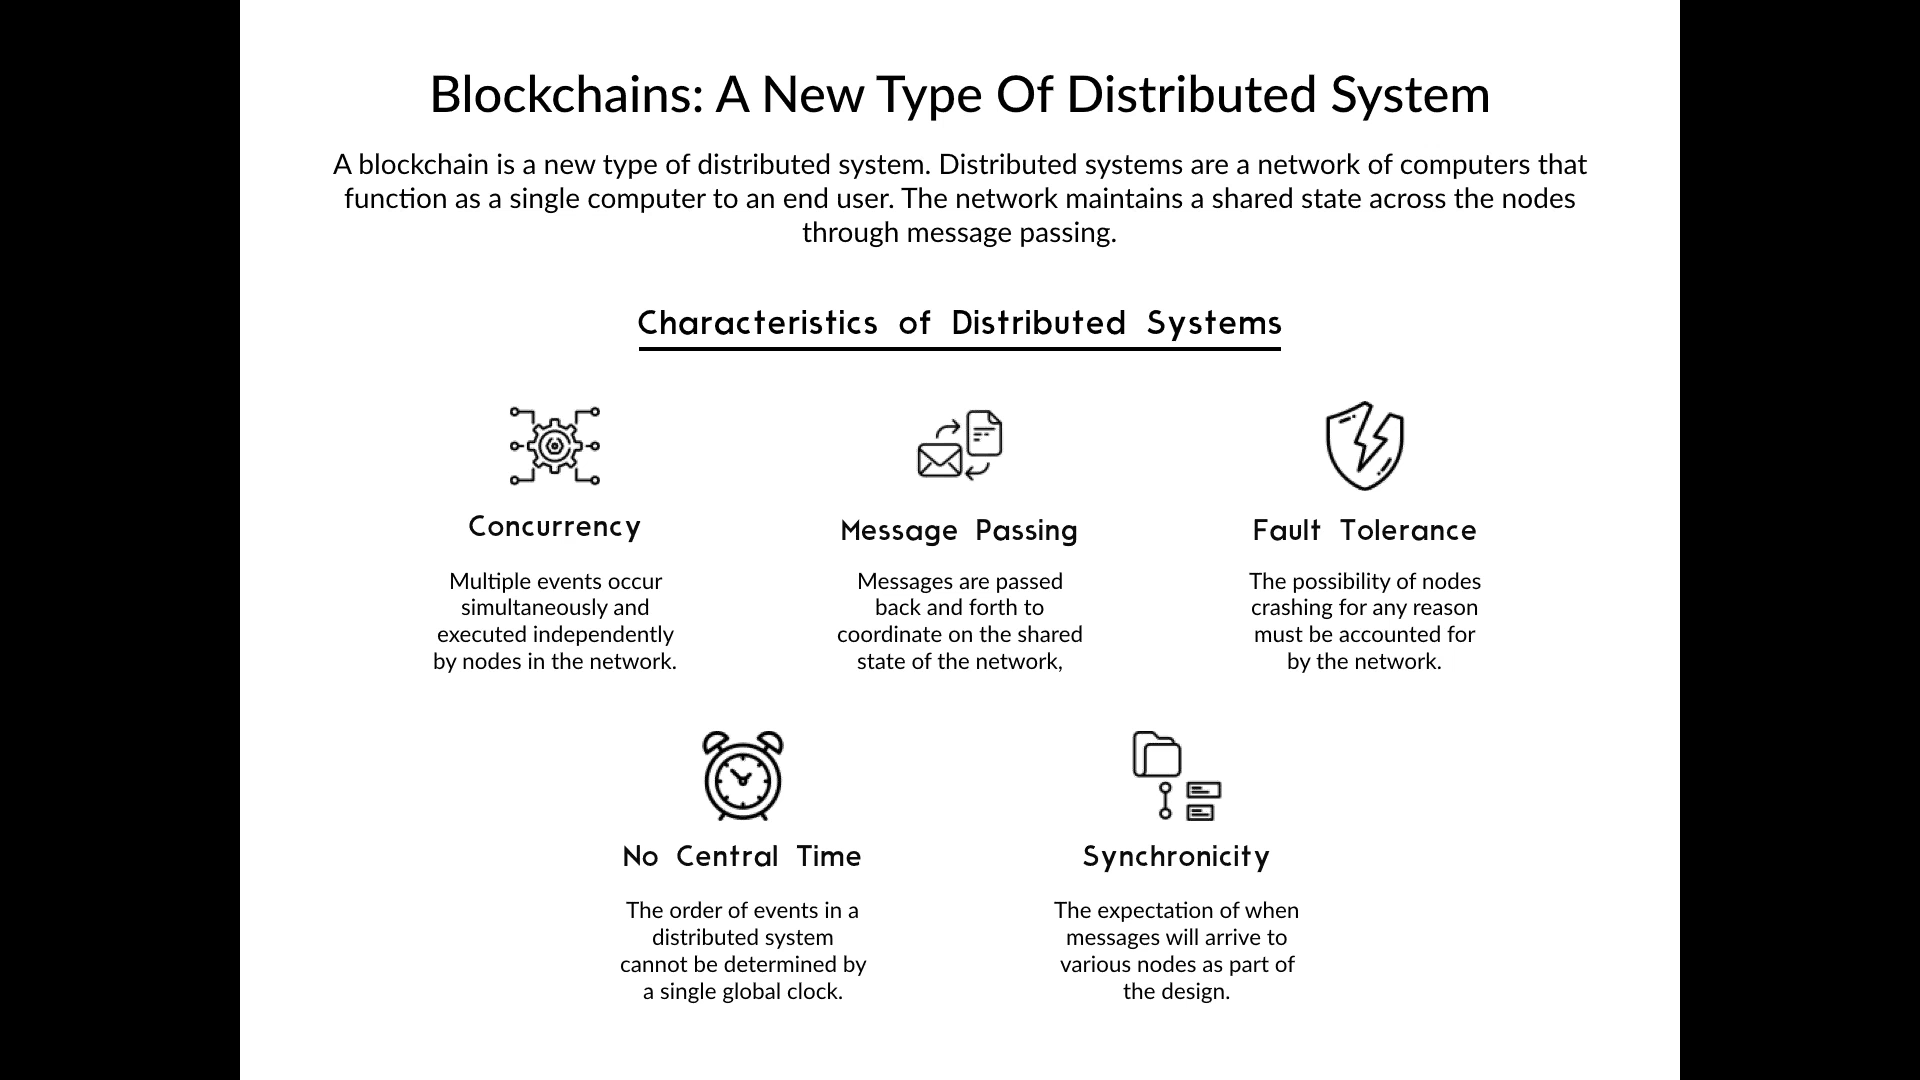 Blockchains: A New Type Of Distributed System
A blockchain is a new type of distributed system. Distributed systems are a network of computers that
function as a single computer to an end user. The network maintains a shared state across the nodes
through message passing.
Characteristics of Distributed Systems
Concurrency
Multiple events occur
simultaneously and
executed independently
by nodes in the network.
Message Passing
Messages are passed
back and forth to
coordinate on the shared
state of the network,
Fault Tolerance
The possibility of nodes
crashing for any reason
must be accounted for
by the network.
No Central Time
The order of events in a
distributed system
cannot be determined by
a single global clock.
Synchronicity
The expectation of when
messages will arrive to
various nodes as part of
the design.